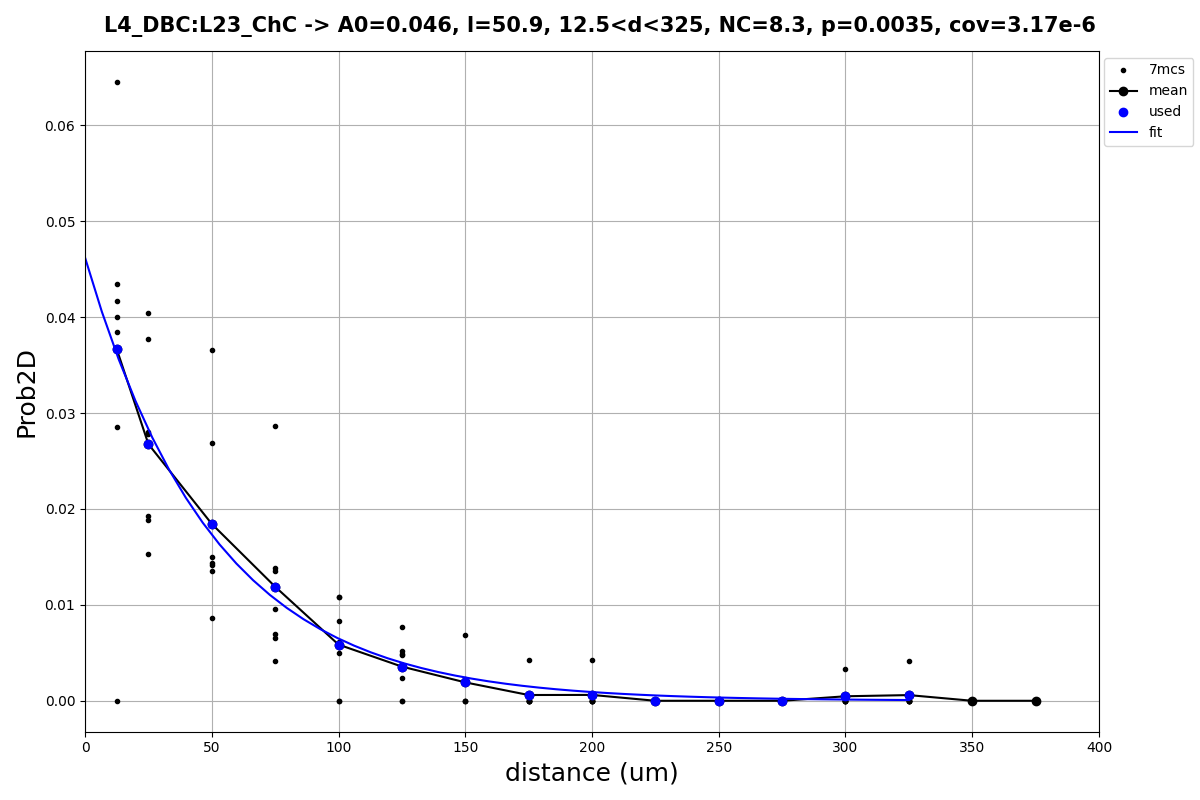 L4_DBC:L23_ChC -> A0=0.046, l=50.9, 12.5<d<325, NC=8.3, p=0.0035, cov=3.17e-6
7mcs
mean
used
fit
0.06
0.05
0.04
0.03
0.02
0.01
0.00
Prob2D
0 50 100 150 200 250 300 350 400
distance (um)